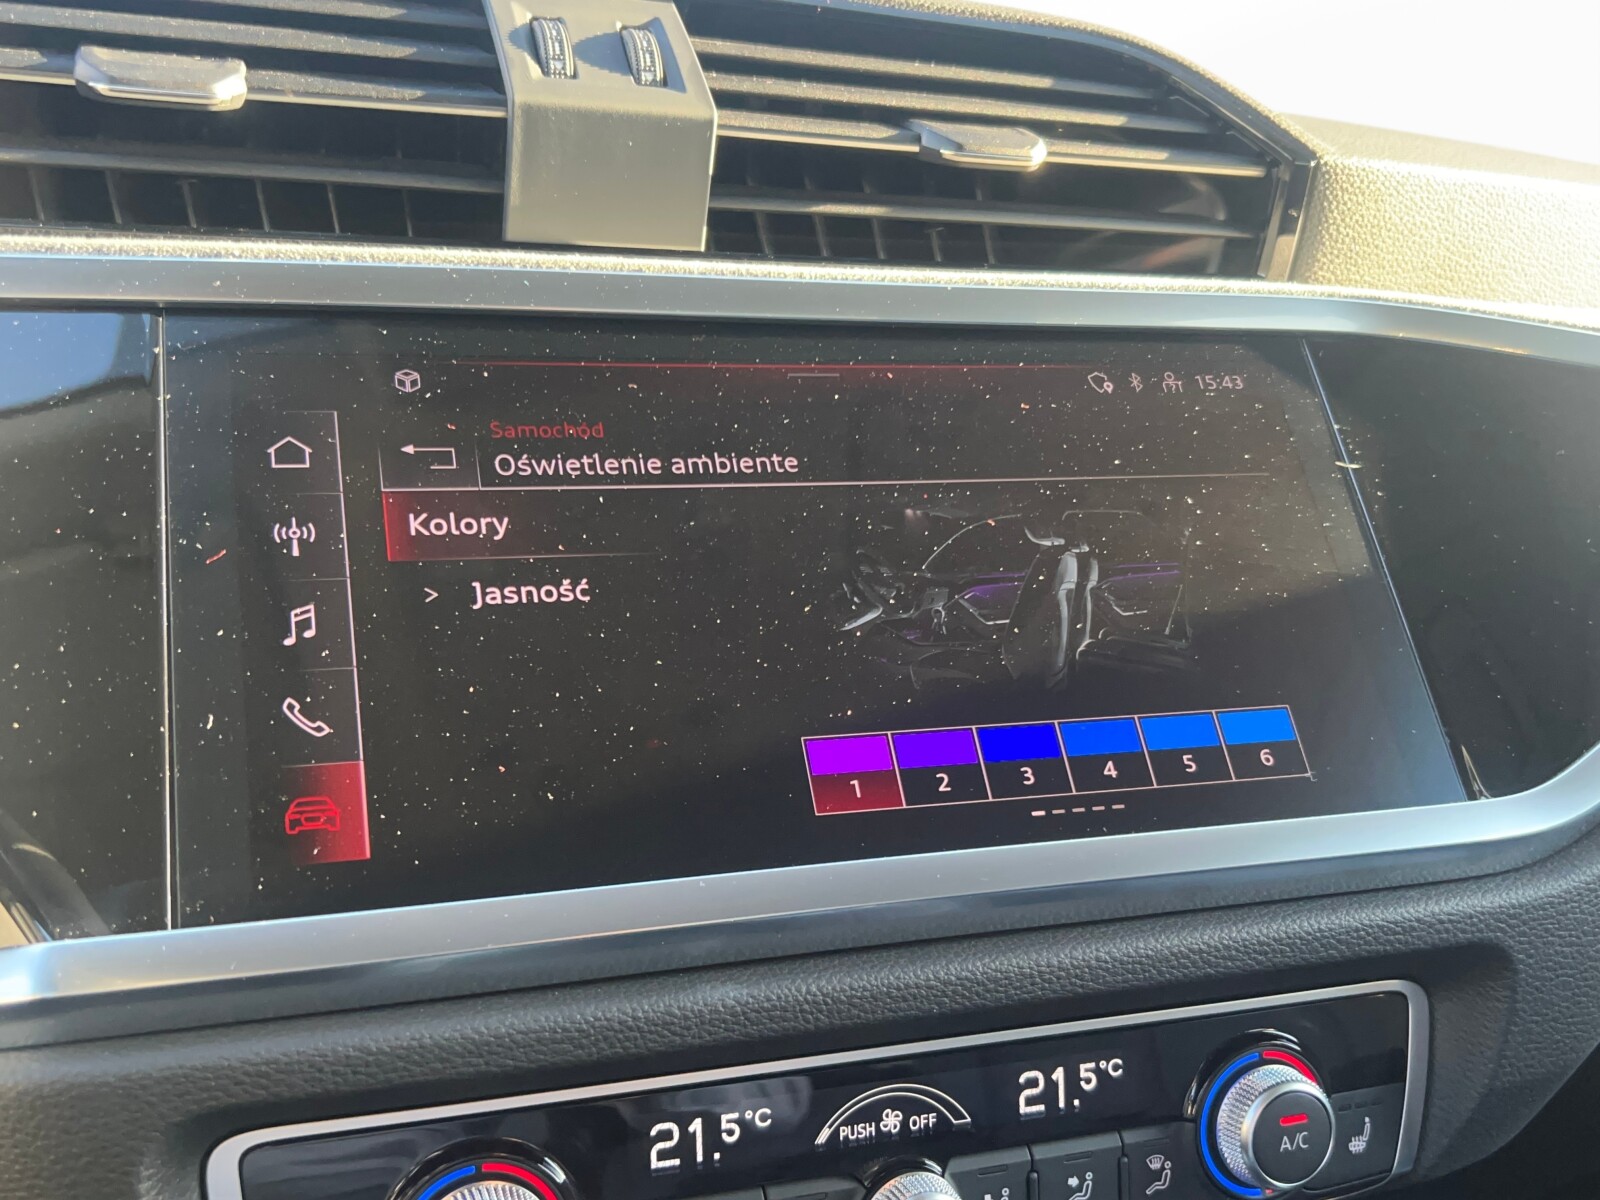 15:43
Samochód
Oświetlenie ambiente
Kolory
> Jasność
1 2 3 4 5 6
21.5°C
PUSH OFF
21.5°C
A/C